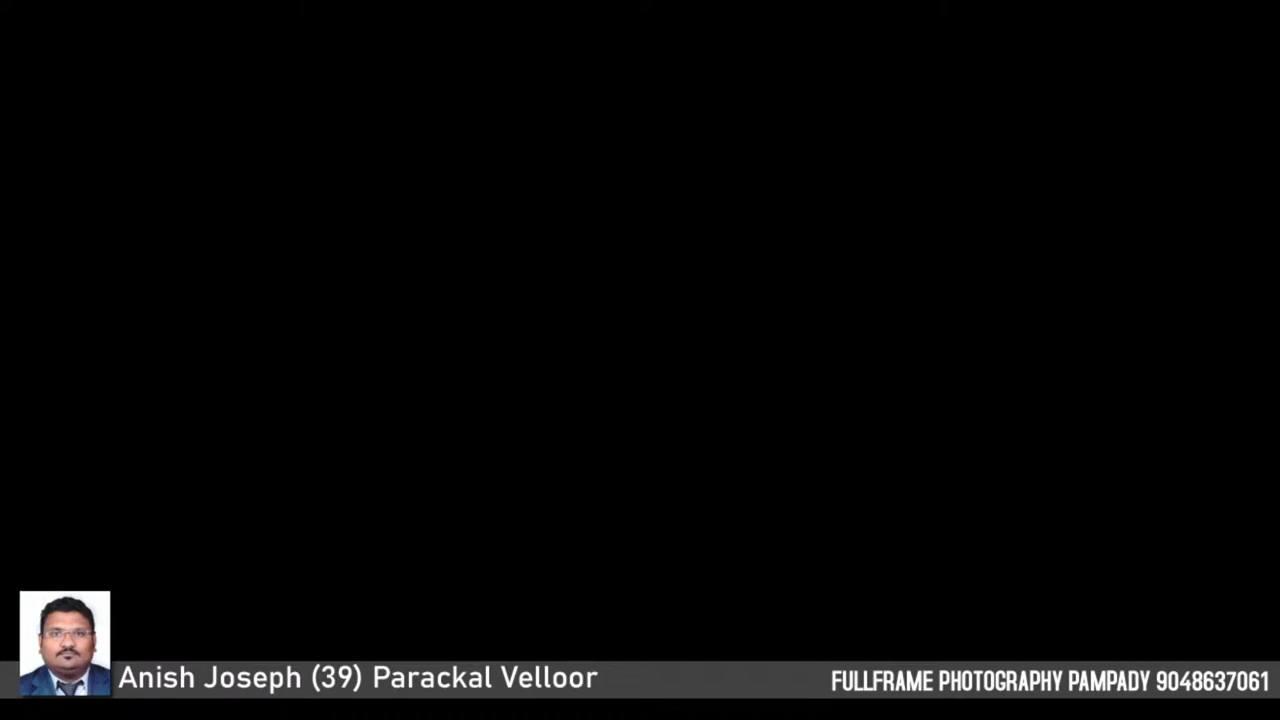 Anish Joseph (39) Parackal Velloor
FULLFRAME PHOTOGRAPHY PAMPADY 9048637061